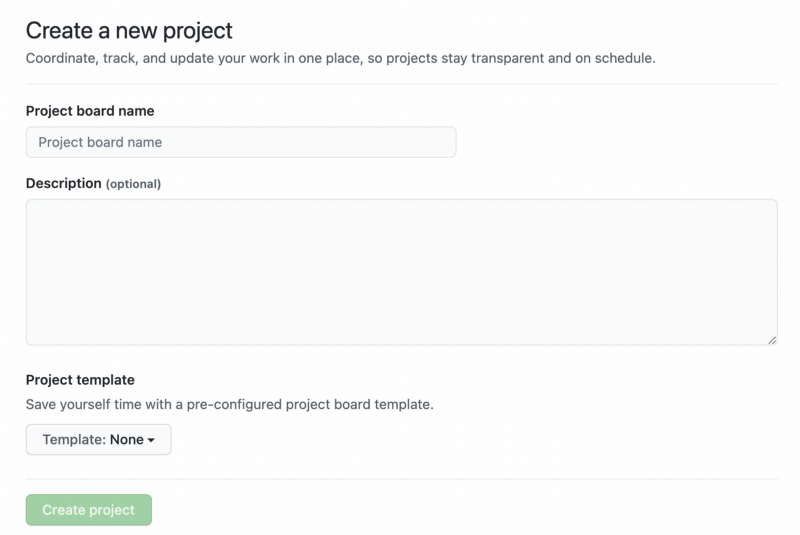 Create a new project
Coordinate, track, and update your work in one place, so projects stay transparent and on schedule.
Project board name
Project board name
Description (optional)
Project template
Save yourself time with a pre-configured project board template.
Template: None
Create project